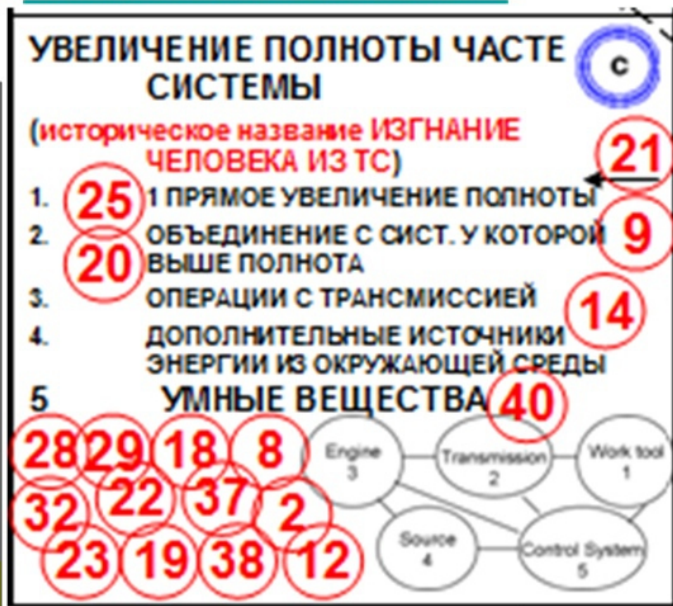 УВЕЛИЧЕНИЕ ПОЛНОТЫ ЧАСТЕ
СИСТЕМЫ
c
(историческое название ИЗГНАНИЕ
ЧЕЛОВЕКА ИЗ ТС)
21
1. 25 1 ПРЯМОЕ УВЕЛИЧЕНИЕ ПОЛНОТЫ
2. ОБЪЕДИНЕНИЕ С СИСТ. У КОТОРОЙ 9
20 ВЫШЕ ПОЛНОТА
3. ОПЕРАЦИИ С ТРАНСМИССИЕЙ 14
4. ДОПОЛНИТЕЛЬНЫЕ ИСТОЧНИКИ
ЭНЕРГИИ ИЗ ОКРУЖАЮЩЕЙ СРЕДЫ
5 УМНЫЕ ВЕЩЕСТВА 40
28 29 18 8
32 22 37 2
23 19 38 12
Engine
3
Transmission
2
Work tool
1
Source
4
Control System
5